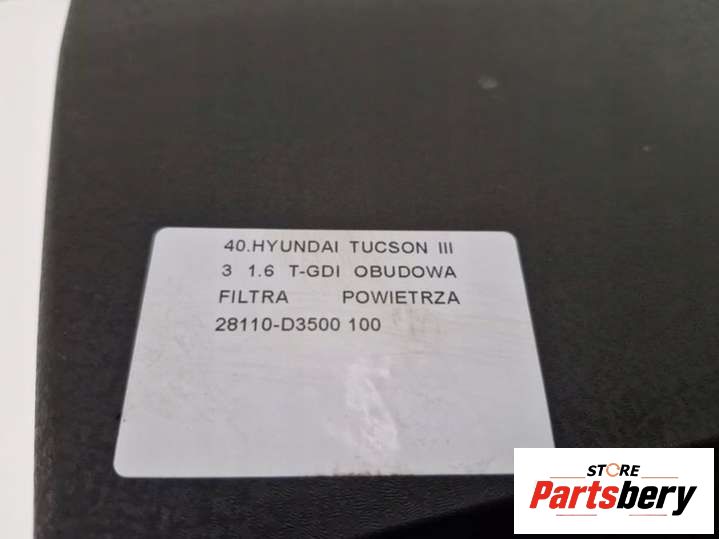 40.HYUNDAI TUCSON III
3 1.6 T-GDI OBUDOWA
FILTRA POWIETRZA
28110-D3500 100
STORE
Partsbery